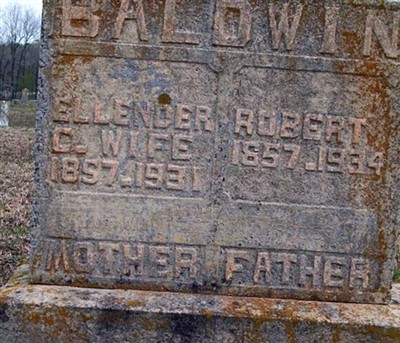 BALDWIN
ELLENDER
C. WIFE
1857-1931
ROBERT
1857-1934
MOTHER
FATHER